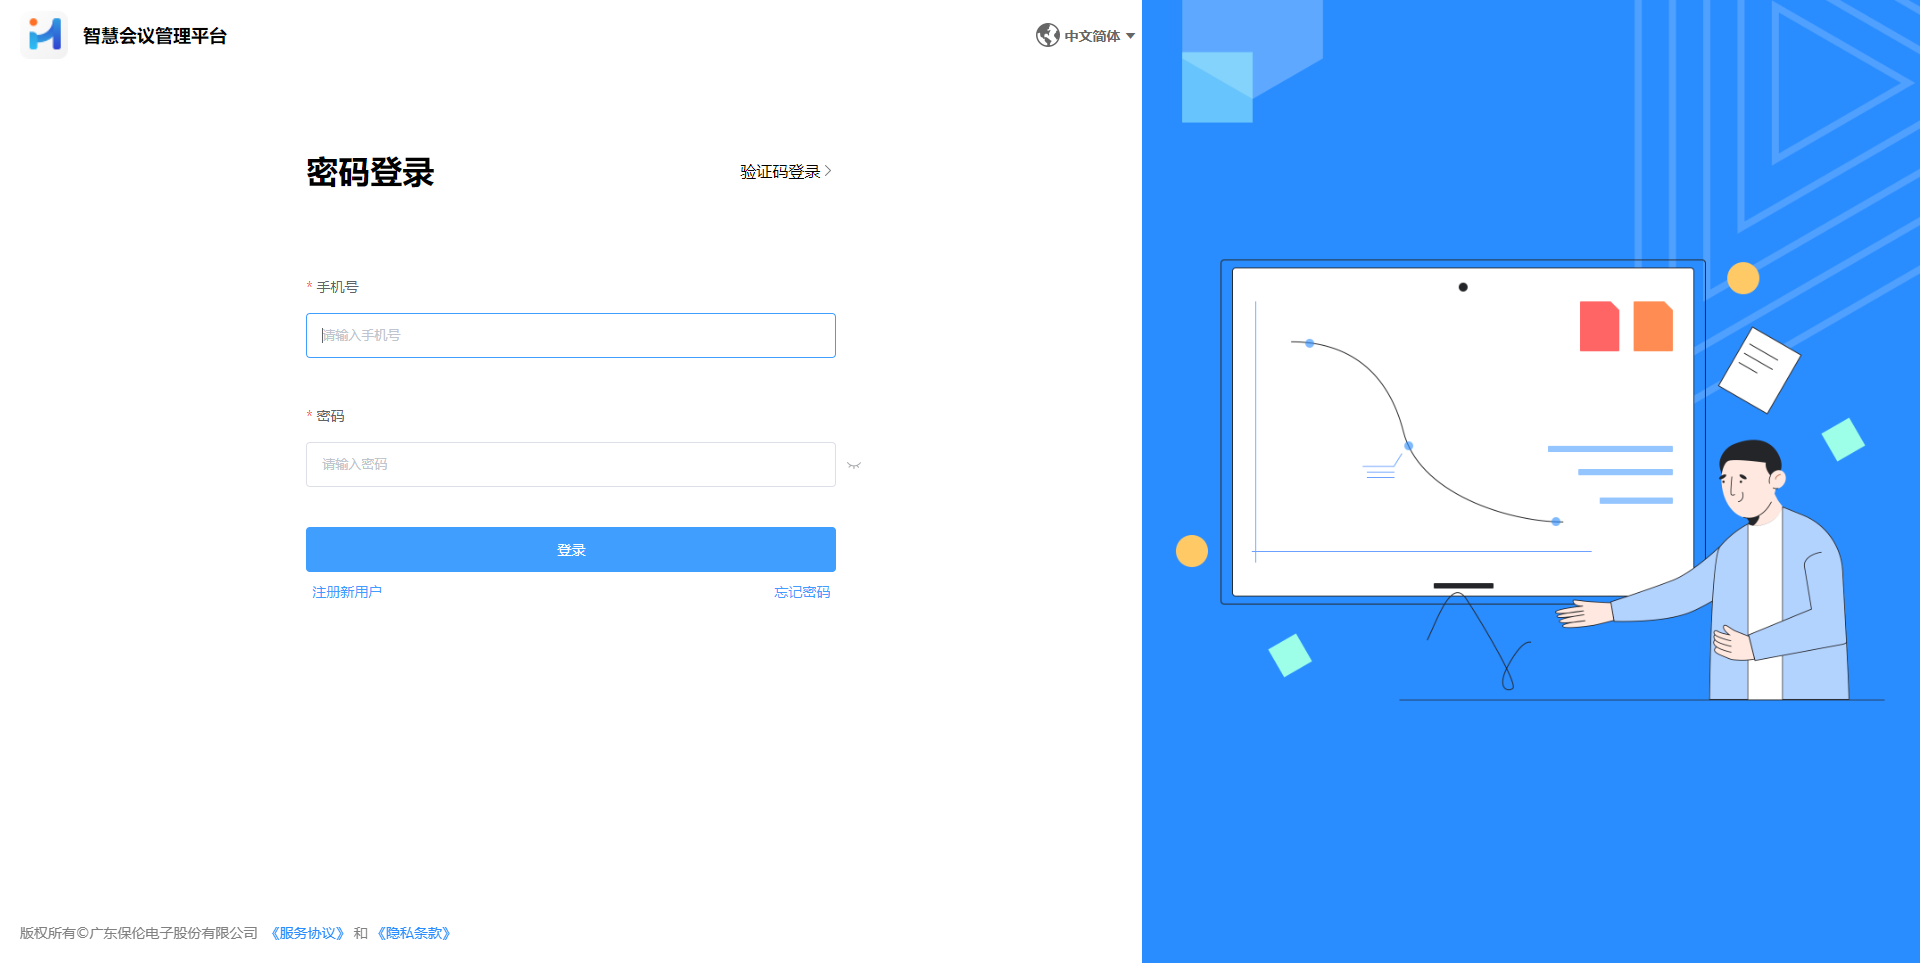 智慧会议管理平台
中文简体
密码登录
验证码登录
* 手机号
请输入手机号
* 密码
请输入密码
登录
注册新用户
忘记密码
版权所有©广东保伦电子股份有限公司 《服务协议》 和 《隐私条款》